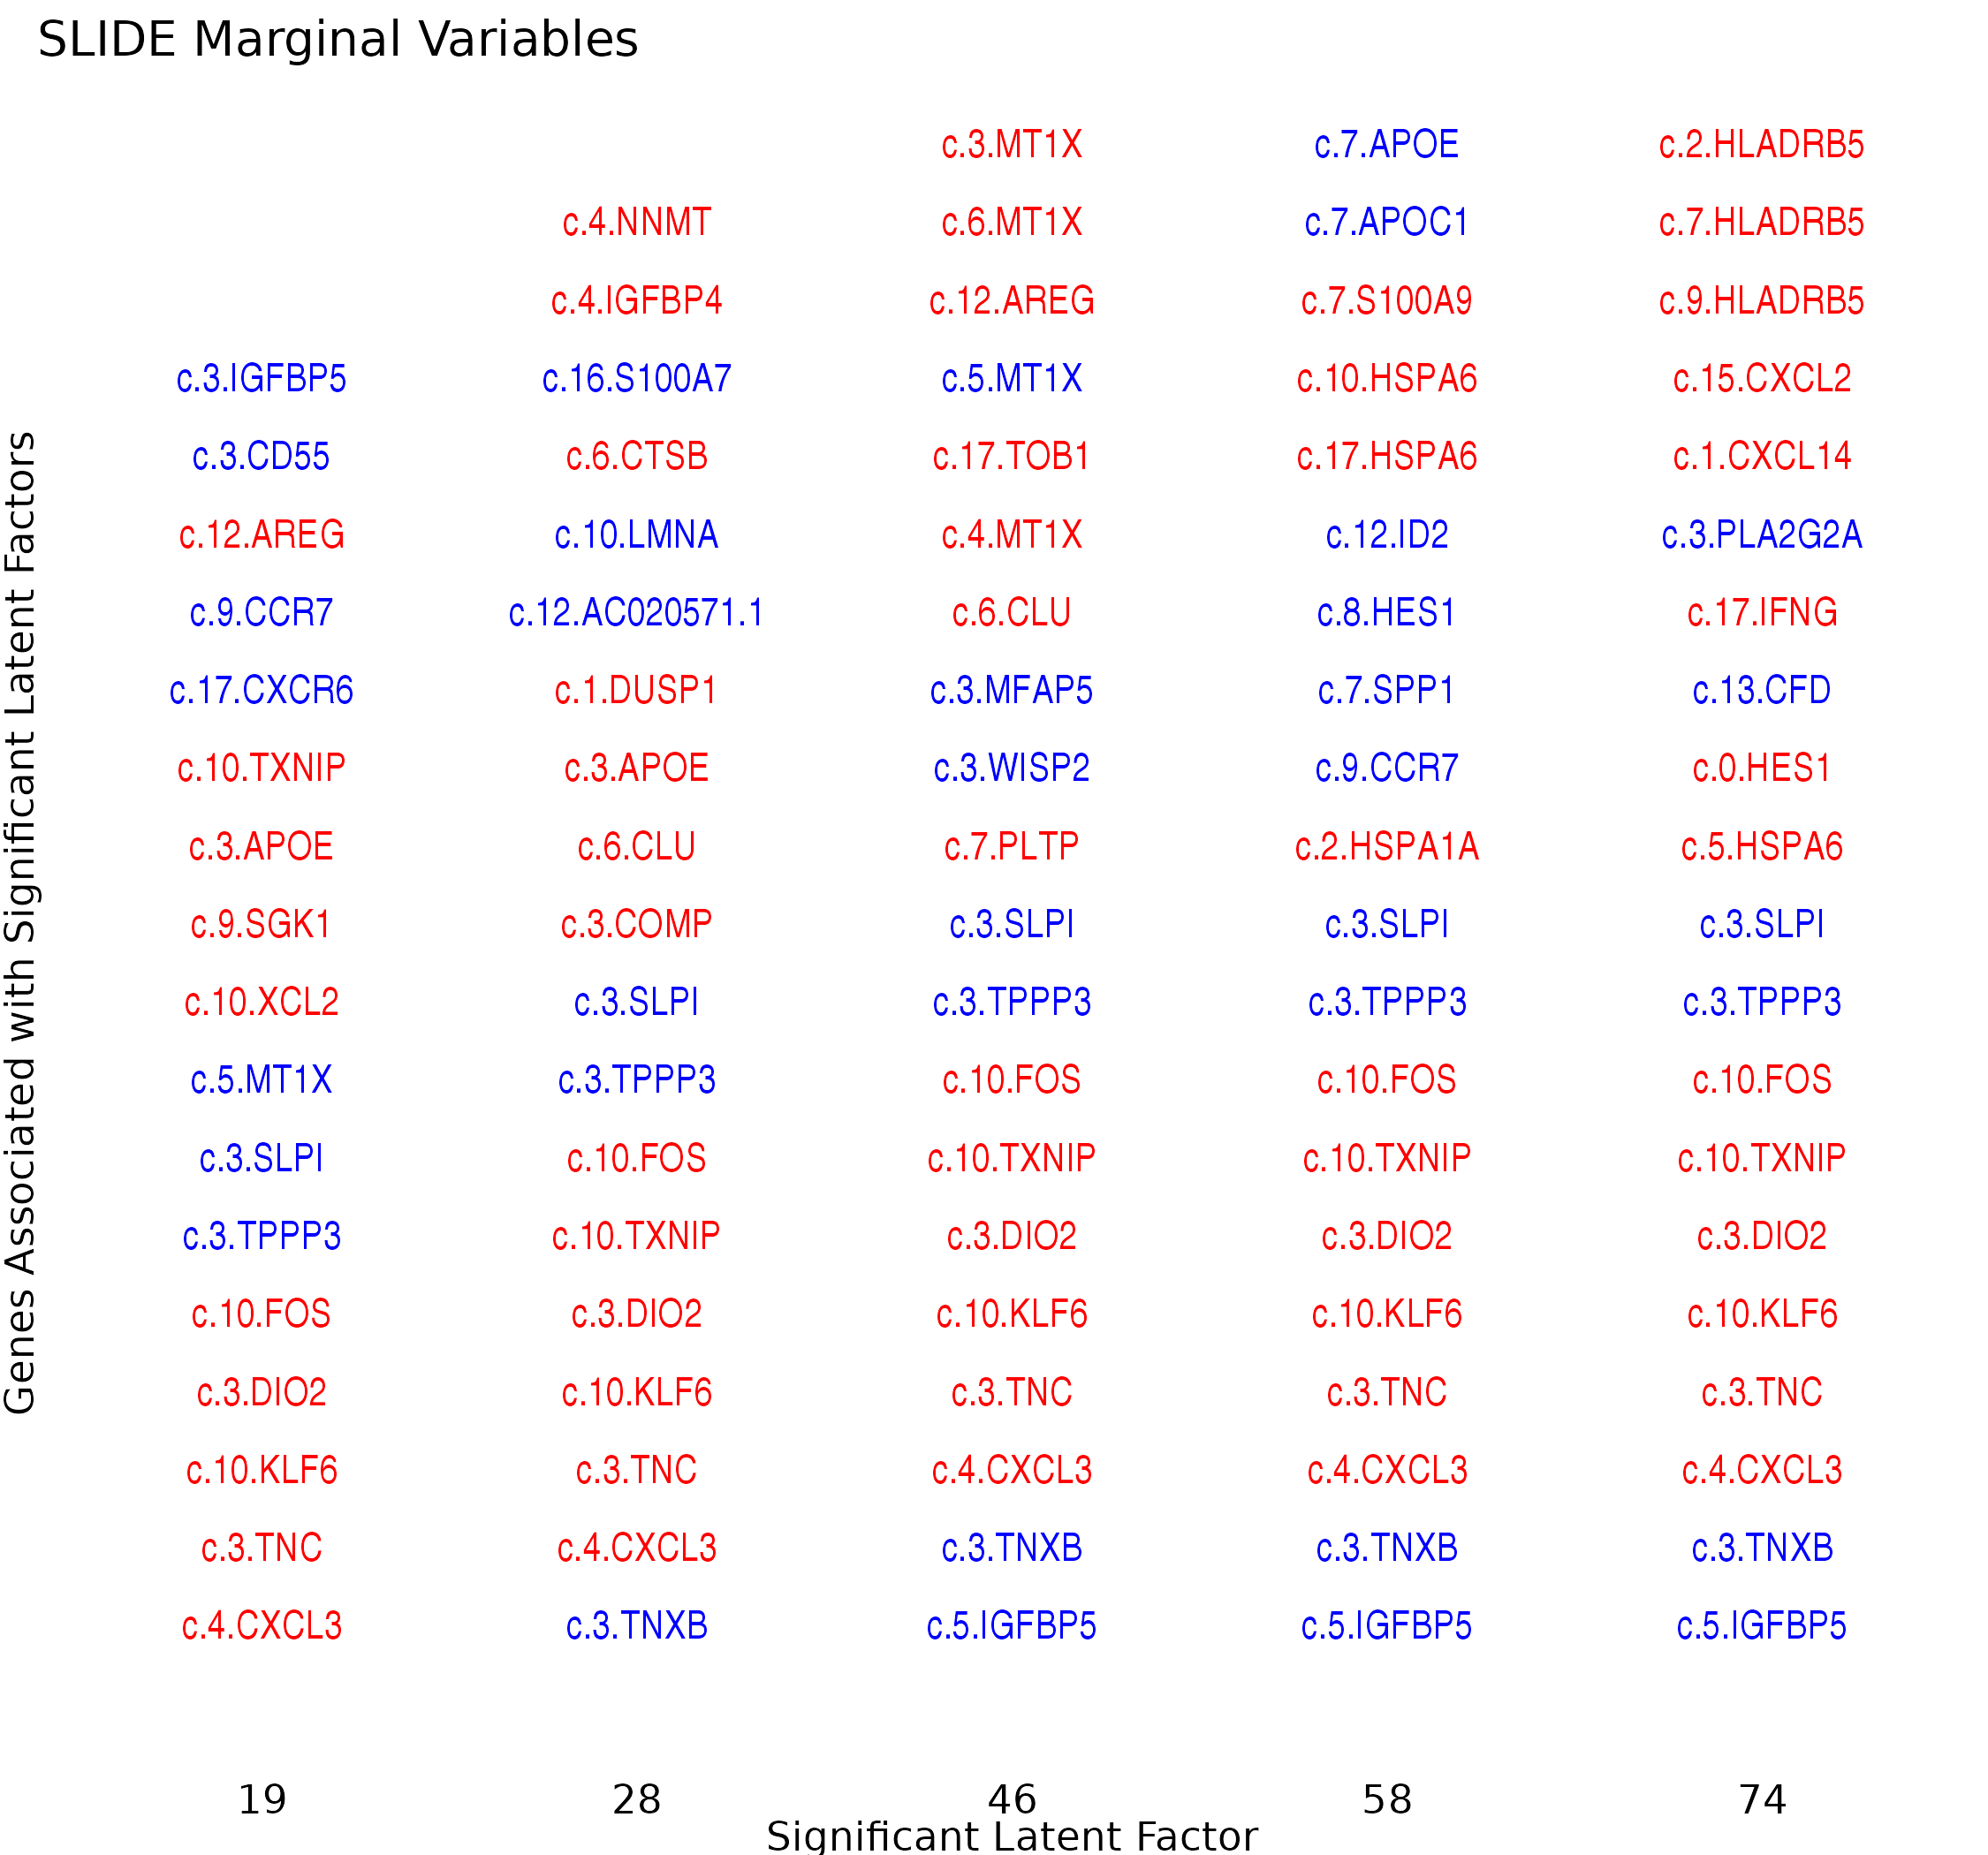 SLIDE Marginal Variables
c.3.MT1X c.7.APOE c.2.HLADRB5
c.4.NNMT c.6.MT1X c.7.APOC1 c.7.HLADRB5
c.4.IGFBP4 c.12.AREG c.7.S100A9 c.9.HLADRB5
c.3.IGFBP5 c.16.S100A7 c.5.MT1X c.10.HSPA6 c.15.CXCL2
c.3.CD55 c.6.CTSB c.17.TOB1 c.17.HSPA6 c.1.CXCL14
c.12.AREG c.10.LMNA c.4.MT1X c.12.ID2 c.3.PLA2G2A
c.9.CCR7 c.12.AC020571.1 c.6.CLU c.8.HES1 c.17.IFNG
c.17.CXCR6 c.1.DUSP1 c.3.MFAP5 c.7.SPP1 c.13.CFD
c.10.TXNIP c.3.APOE c.3.WISP2 c.9.CCR7 c.0.HES1
c.3.APOE c.6.CLU c.7.PLTP c.2.HSPA1A c.5.HSPA6
c.9.SGK1 c.3.COMP c.3.SLPI c.3.SLPI c.3.SLPI
c.10.XCL2 c.3.SLPI c.3.TPPP3 c.3.TPPP3 c.3.TPPP3
c.5.MT1X c.3.TPPP3 c.10.FOS c.10.FOS c.10.FOS
c.3.SLPI c.10.FOS c.10.TXNIP c.10.TXNIP c.10.TXNIP
c.3.TPPP3 c.10.TXNIP c.3.DIO2 c.3.DIO2 c.3.DIO2
c.10.FOS c.3.DIO2 c.10.KLF6 c.10.KLF6 c.10.KLF6
c.3.DIO2 c.10.KLF6 c.3.TNC c.3.TNC c.3.TNC
c.10.KLF6 c.3.TNC c.4.CXCL3 c.4.CXCL3 c.4.CXCL3
c.3.TNC c.4.CXCL3 c.3.TNXB c.3.TNXB c.3.TNXB
c.4.CXCL3 c.3.TNXB c.5.IGFBP5 c.5.IGFBP5 c.5.IGFBP5
19 28 46 58 74
Significant Latent Factor
Genes Associated with Significant Latent Factors